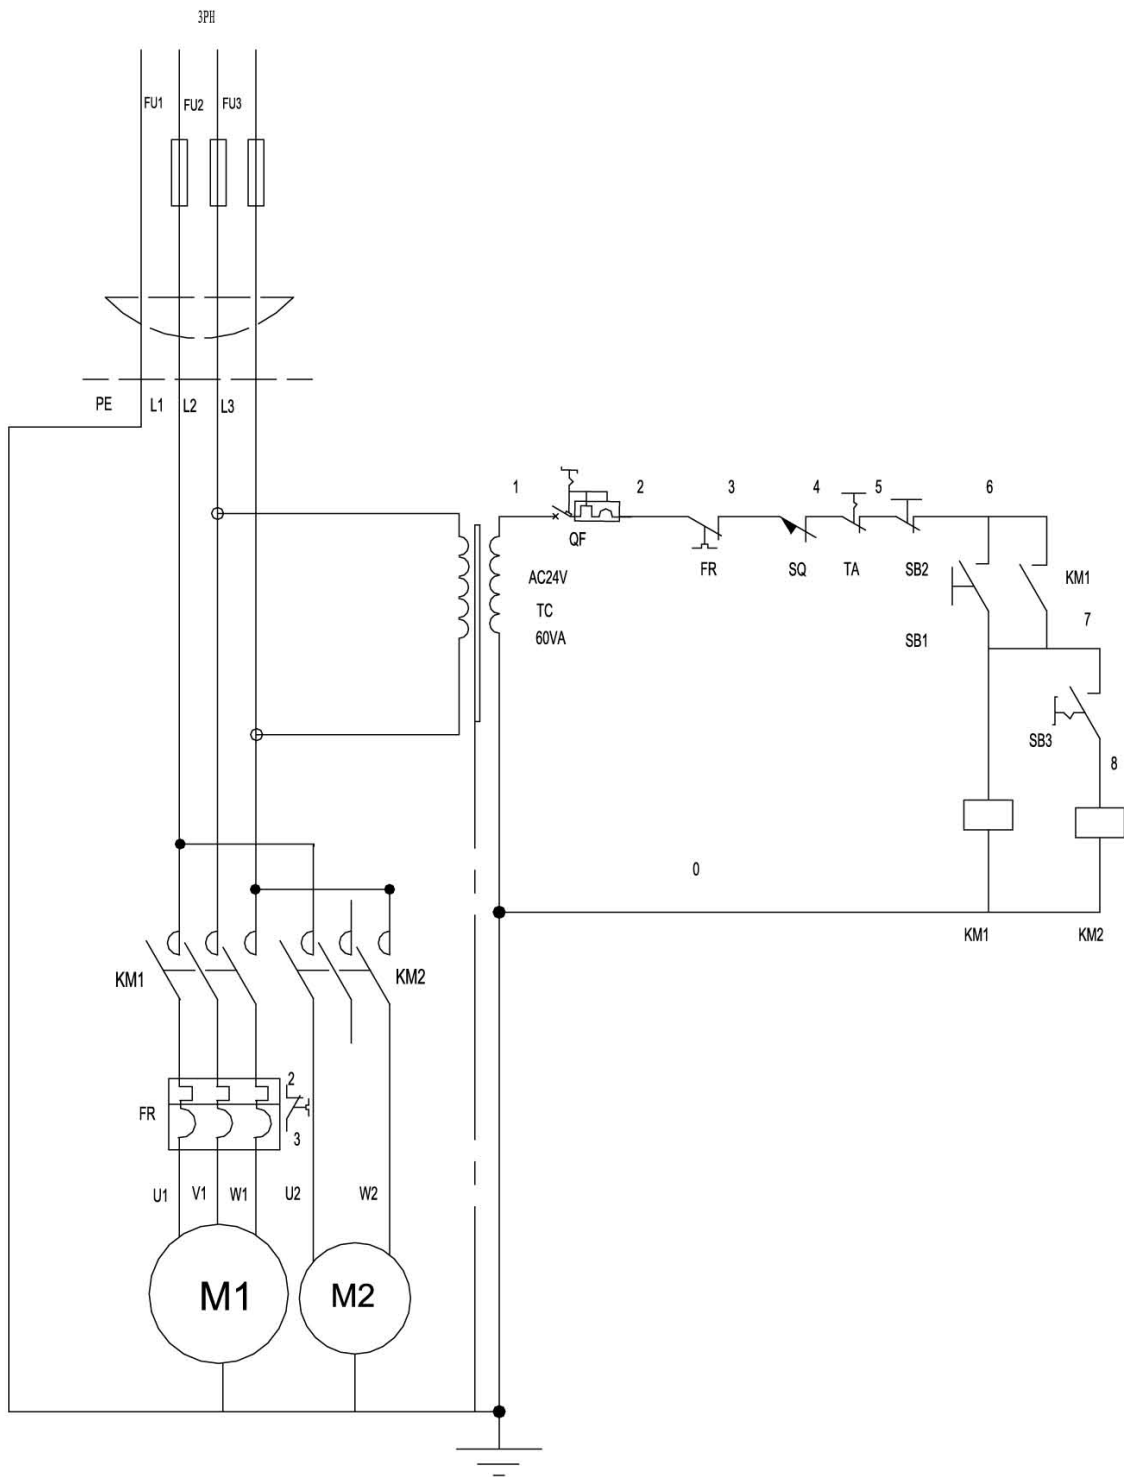 3PH
FU1 FU2 FU3
PE L1 L2 L3
1 2 3 4 5 6
QF
AC24V FR SQ TA SB2 KM1
TC
60VA SB1 7
SB3
8
0
KM1 KM2
KM1 KM2
2
FR
3
U1 V1 W1 U2 W2
M1 M2